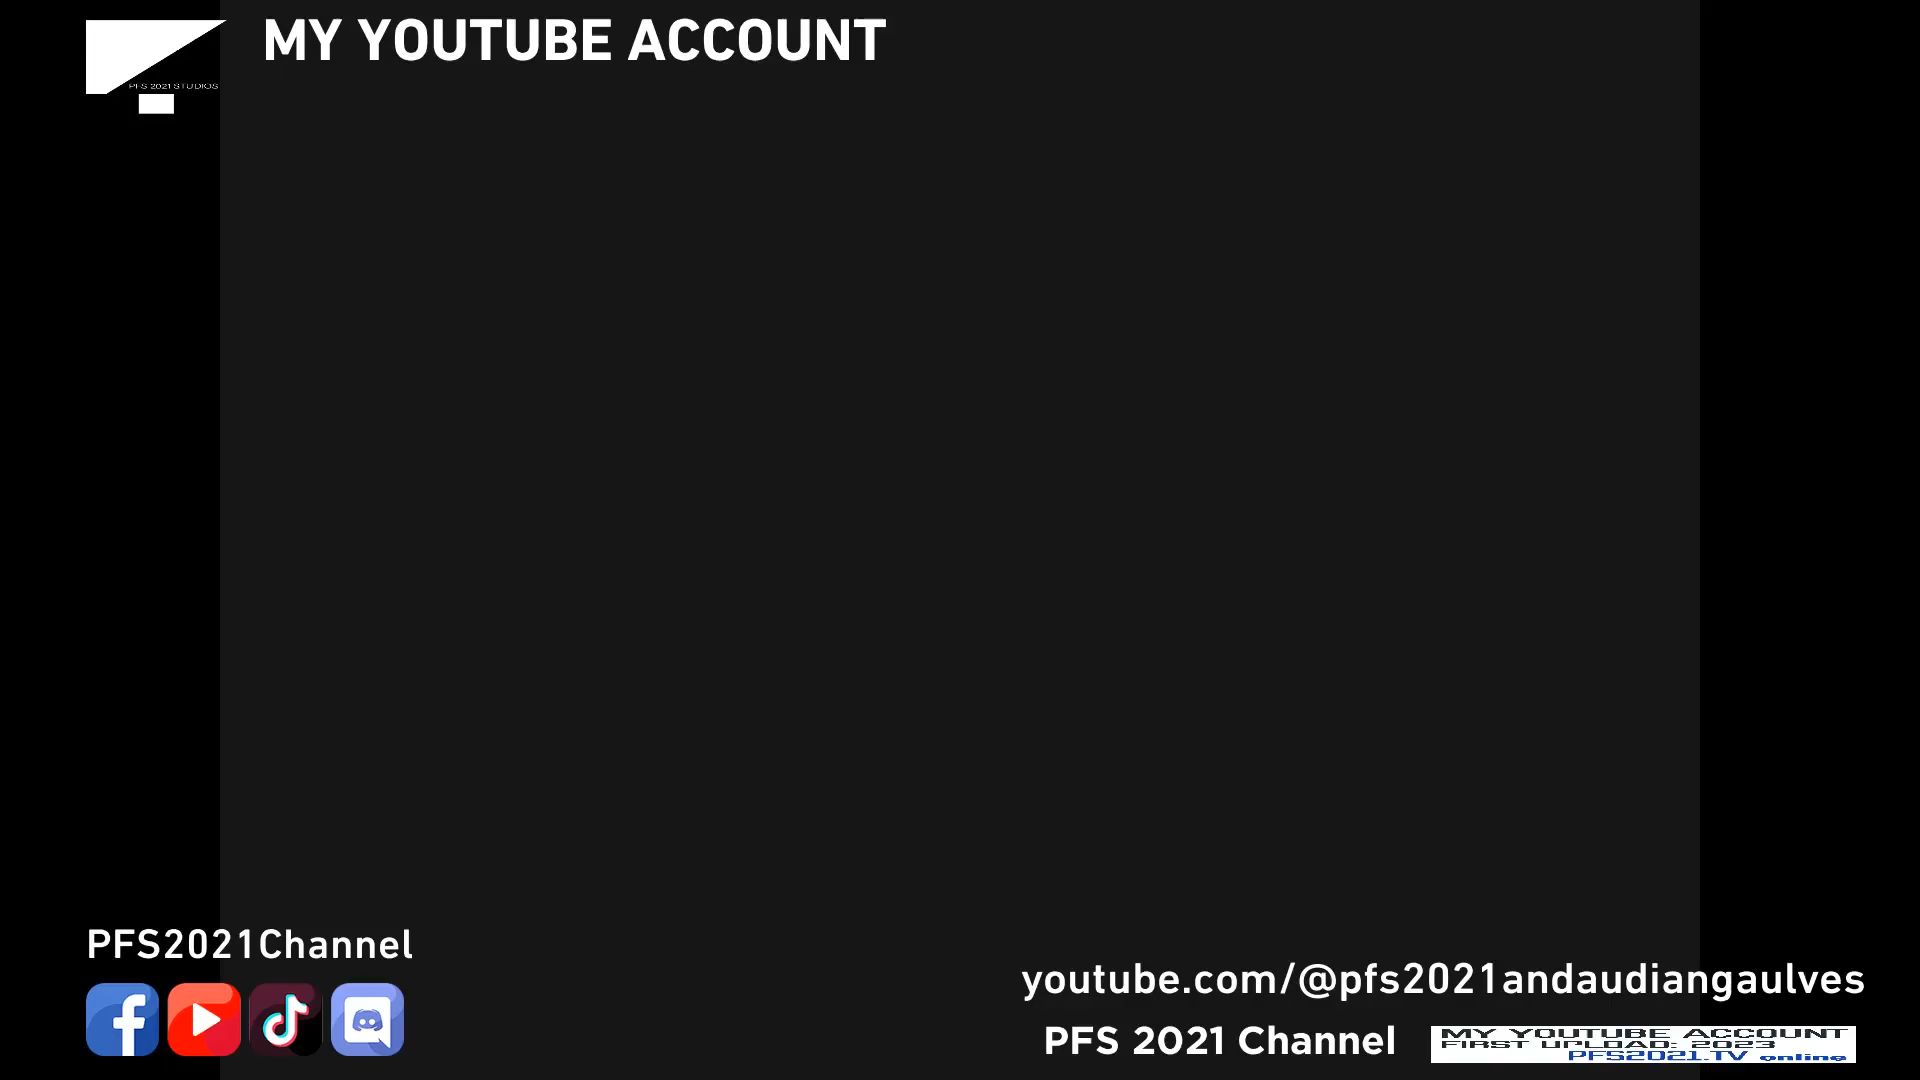 MY YOUTUBE ACCOUNT
PFS 2021 STUDIOS
PFS2021Channel
youtube.com/@pfs2021andaudiangaulves
PFS 2021 Channel
MY YOUTUBE ACCOUNT
FIRST UPLOAD: 2023
PFS2021.TV online